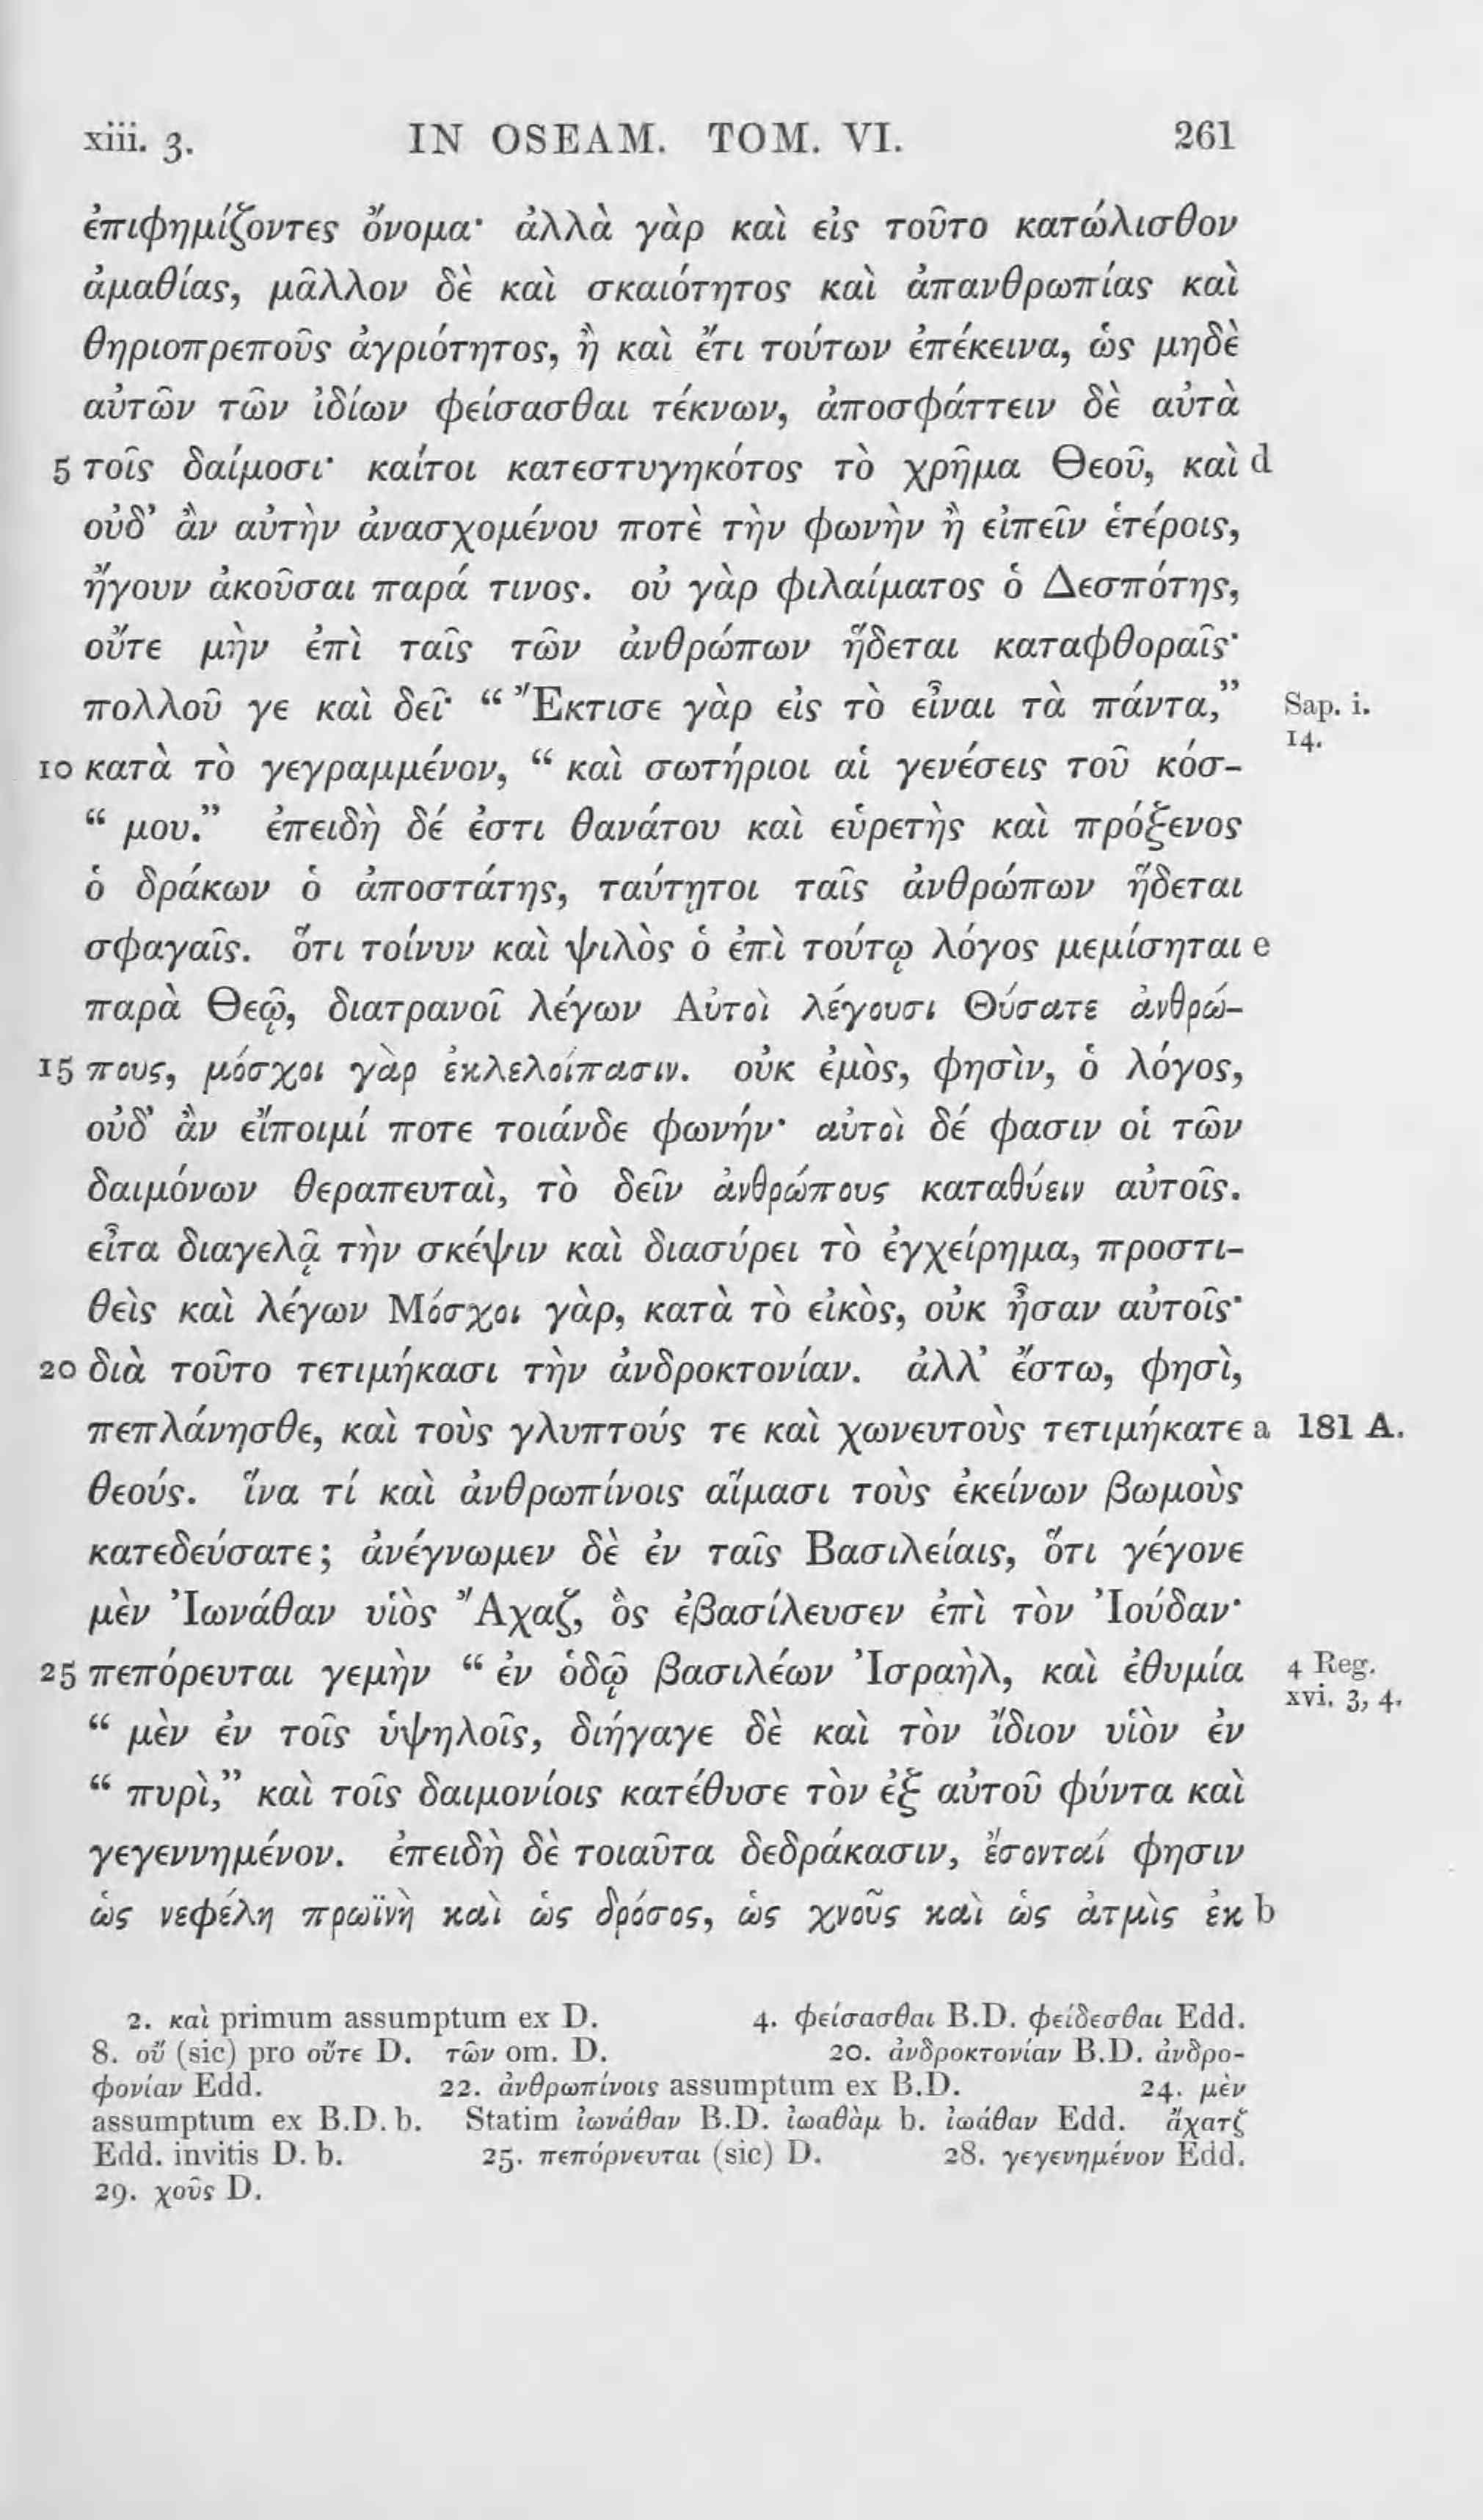 xiii. 3. IN OSEAM. TOM. VI. 261
ἐπιφημίζοντες ὄνομα· ἀλλὰ γὰρ καὶ εἰς τοῦτο κατώλισθον
ἀμαθίας, μᾶλλον δὲ καὶ σκαιότητος καὶ ἀπανθρωπίας καὶ
θηριοπρεποῦς ἀγριότητος, ἢ καὶ ἔτι τούτων ἐπέκεινα, ὡς μηδὲ
αὐτῶν τῶν ἰδίων φείσασθαι τέκνων, ἀποσφάττειν δὲ αὐτὰ
5 τοῖς δαίμοσι· καίτοι κατεστυγηκότος τὸ χρῆμα Θεοῦ, καὶ d
οὐδ’ ἂν αὐτὴν ἀνασχομένου ποτὲ τὴν φωνὴν ἢ εἰπεῖν ἑτέροις,
ἤγουν ἀκοῦσαι παρά τινος. οὐ γὰρ φιλαίματος ὁ Δεσπότης,
οὔτε μὴν ἐπὶ ταῖς τῶν ἀνθρώπων ἥδεται καταφθοραῖς·
πολλοῦ γε καὶ δεῖ· “ Ἔκτισε γὰρ εἰς τὸ εἶναι τὰ πάντα,” Sap. i.
14.
10 κατὰ τὸ γεγραμμένον, “ καὶ σωτήριοι αἱ γενέσεις τοῦ κόσ-
“ μου.” ἐπειδὴ δέ ἐστι θανάτου καὶ εὑρετὴς καὶ πρόξενος
ὁ δράκων ὁ ἀποστάτης, ταύτῃτοι ταῖς ἀνθρώπων ἥδεται
σφαγαῖς. ὅτι τοίνυν καὶ ψιλὸς ὁ ἐπὶ τούτῳ λόγος μεμίσηται e
παρὰ Θεῷ, διατρανοῖ λέγων Αὐτοὶ λέγουσι Θύσατε ἀνθρώ-
15 πους, μόσχοι γὰρ ἐκλελοίπασιν. οὐκ ἐμὸς, φησὶν, ὁ λόγος,
οὐδ’ ἂν εἴποιμί ποτε τοιάνδε φωνήν· αὐτοὶ δέ φασιν οἱ τῶν
δαιμόνων θεραπευταὶ, τὸ δεῖν ἀνθρώπους καταθύειν αὐτοῖς.
εἶτα διαγελᾷ τὴν σκέψιν καὶ διασύρει τὸ ἐγχείρημα, προστι-
θεὶς καὶ λέγων Μόσχοι γὰρ, κατὰ τὸ εἰκὸς, οὐκ ἦσαν αὐτοῖς·
20 διὰ τοῦτο τετιμήκασι τὴν ἀνδροκτονίαν. ἀλλ’ ἔστω, φησὶ,
πεπλάνησθε, καὶ τοὺς γλυπτούς τε καὶ χωνευτοὺς τετιμήκατε a 181 A.
θεούς. ἵνα τί καὶ ἀνθρωπίνοις αἵμασι τοὺς ἐκείνων βωμοὺς
κατεδεύσατε; ἀνέγνωμεν δὲ ἐν ταῖς Βασιλείαις, ὅτι γέγονε
μὲν Ἰωνάθαν υἱὸς Ἄχαζ, ὃς ἐβασίλευσεν ἐπὶ τὸν Ἰούδαν·
25 πεπόρευται γεμὴν “ ἐν ὁδῷ βασιλέων Ἰσραὴλ, καὶ ἐθυμία 4 Reg.
xvi. 3, 4.
“ μὲν ἐν τοῖς ὑψηλοῖς, διήγαγε δὲ καὶ τὸν ἴδιον υἱὸν ἐν
“ πυρὶ,” καὶ τοῖς δαιμονίοις κατέθυσε τὸν ἐξ αὐτοῦ φύντα καὶ
γεγεννημένον. ἐπειδὴ δὲ τοιαῦτα δεδράκασιν, ἔσονταί φησιν
ὡς νεφέλη πρωϊνὴ καὶ ὡς δρόσος, ὡς χνοῦς καὶ ὡς ἀτμὶς ἐκ b
2. καὶ primum assumptum ex D. 4. φείσασθαι B.D. φείδεσθαι Edd.
8. οὔ (sic) pro οὔτε D. τῶν om. D. 20. ἀνδροκτονίαν B.D. ἀνδρο-
φονίαν Edd. 22. ἀνθρωπίνοις assumptum ex B.D. 24. μὲν
assumptum ex B.D. b. Statim ἰωνάθαν B.D. ἰωαθὰμ b. ἰωάθαν Edd. ἄχατζ
Edd. invitis D. b. 25. πεπόρνευται (sic) D. 28. γεγενημένον Edd.
29. χοῦς D.